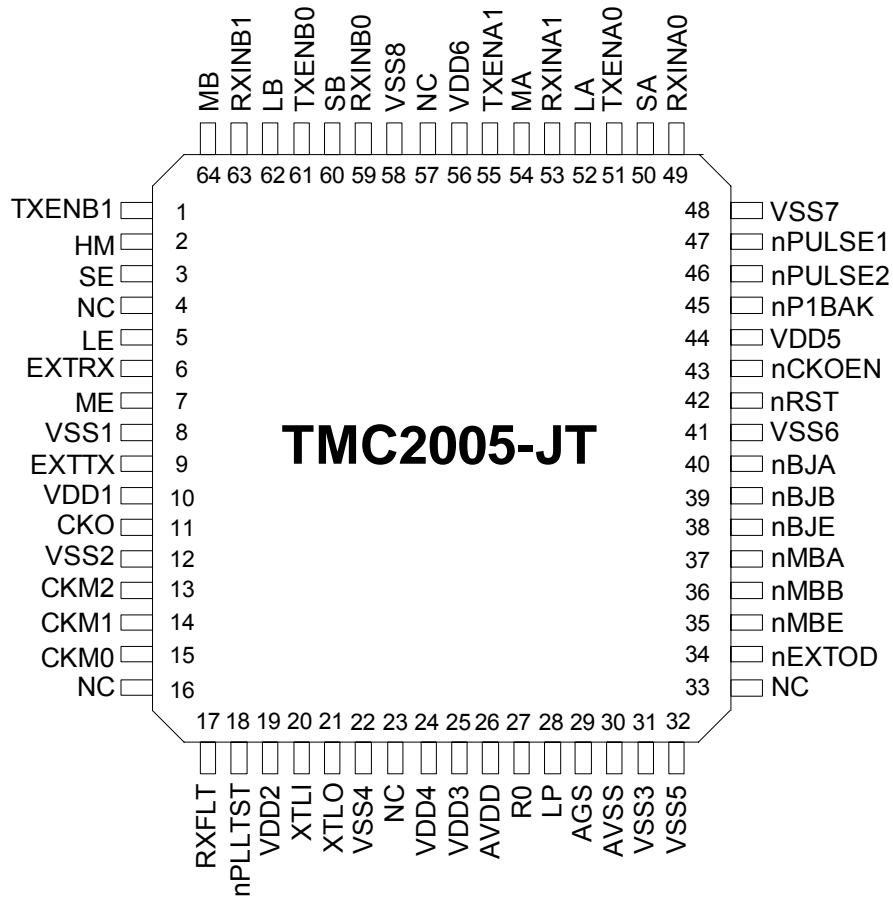 MB RXINB1 LB TXENB0 SB RXINB0 VSS8 NC VDD6 TXENA1 MA RXINA1 LA TXENA0 SA RXINA0
64 63 62 61 60 59 58 57 56 55 54 53 52 51 50 49
TXENB1 1 48 VSS7
HM 2 47 nPULSE1
SE 3 46 nPULSE2
NC 4 45 nP1BAK
LE 5 44 VDD5
EXTRX 6 43 nCKOEN
ME 7 42 nRST
VSS1 8 41 VSS6
TMC2005-JT
EXTTX 9 40 nBJA
VDD1 10 39 nBJB
CKO 11 38 nBJE
VSS2 12 37 nMBA
CKM2 13 36 nMBB
CKM1 14 35 nMBE
CKM0 15 34 nEXTOD
NC 16 33 NC
17 18 19 20 21 22 23 24 25 26 27 28 29 30 31 32
RXFLT nPLLTST VDD2 XTLI XTLO VSS4 NC VDD4 VDD3 AVDD R0 LP AGS AVSS VSS3 VSS5